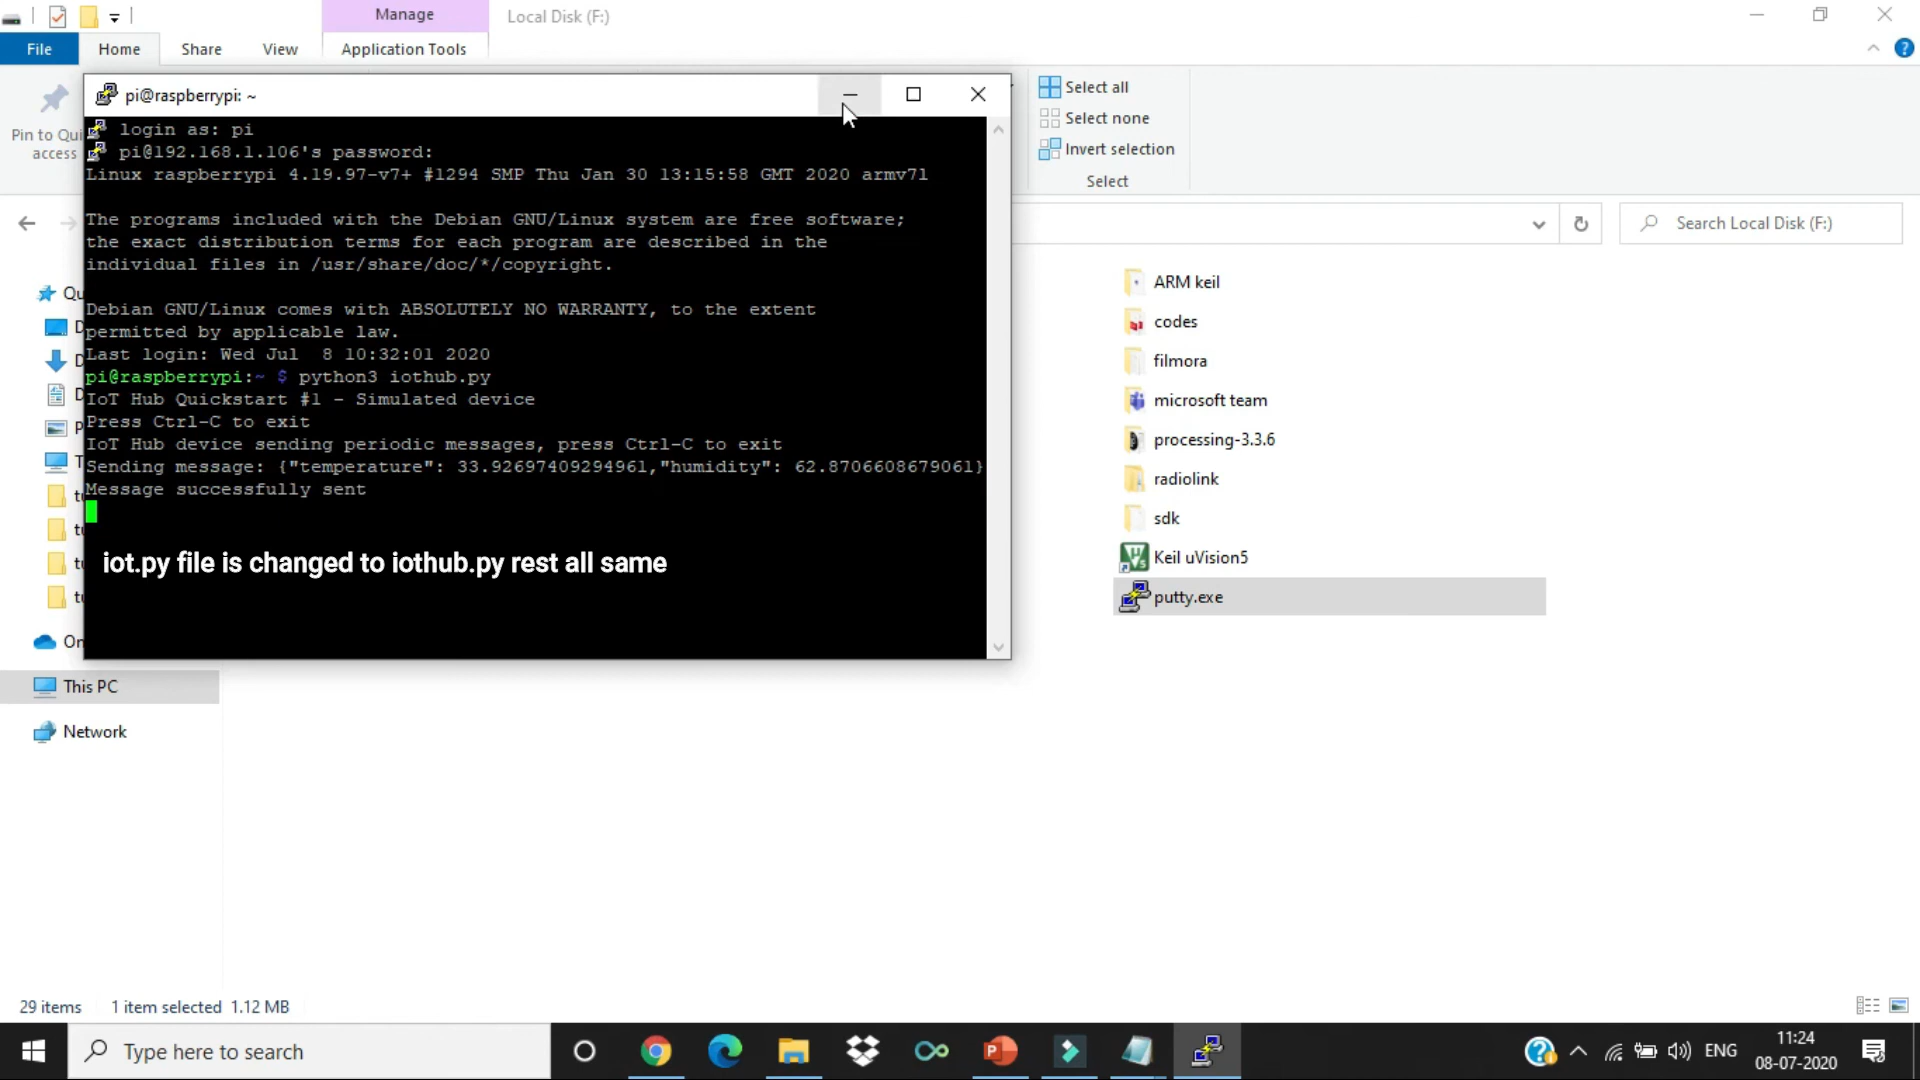 Manage
Local Disk (F:)
File
Home
Share
View
Application Tools
Pin to Qui
access
Select all
Select none
Invert selection
Select
Search Local Disk (F:)
pi@raspberrypi: ~
login as: pi
pi@192.168.1.106's password:
Linux raspberrypi 4.19.97-v7+ #1294 SMP Thu Jan 30 13:15:58 GMT 2020 armv7l
The programs included with the Debian GNU/Linux system are free software;
the exact distribution terms for each program are described in the
individual files in /usr/share/doc/*/copyright.
Debian GNU/Linux comes with ABSOLUTELY NO WARRANTY, to the extent
permitted by applicable law.
Last login: Wed Jul  8 10:32:01 2020
pi@raspberrypi:~ $ python3 iothub.py
IoT Hub Quickstart #1 - Simulated device
Press Ctrl-C to exit
IoT Hub device sending periodic messages, press Ctrl-C to exit
Sending message: {"temperature": 33.92697409294961,"humidity": 62.8706608679061}
Message successfully sent
iot.py file is changed to iothub.py rest all same
Qu
D
D
D
P
T
tu
tu
tu
tu
On
This PC
Network
ARM keil
codes
filmora
microsoft team
processing-3.3.6
radiolink
sdk
Keil uVision5
putty.exe
29 items
1 item selected 1.12 MB
Type here to search
ENG
11:24
08-07-2020